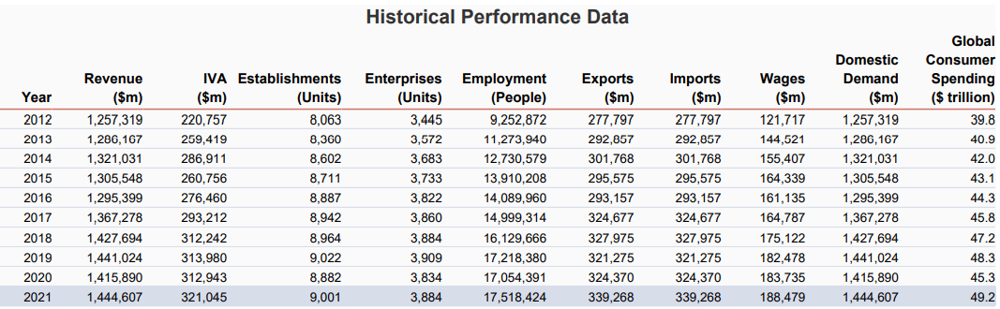 Historical Performance Data
Global
Domestic Consumer
Revenue IVA Establishments Enterprises Employment Exports Imports Wages Demand Spending
Year ($m) ($m) (Units) (Units) (People) ($m) ($m) ($m) ($m) ($ trillion)
2012 1,257,319 220,757 8,063 3,445 9,252,872 277,797 277,797 121,717 1,257,319 39.8
2013 1,286,167 259,419 8,360 3,572 11,273,940 292,857 292,857 144,521 1,286,167 40.9
2014 1,321,031 286,911 8,602 3,683 12,730,579 301,768 301,768 155,407 1,321,031 42.0
2015 1,305,548 260,756 8,711 3,733 13,910,208 295,575 295,575 164,339 1,305,548 43.1
2016 1,295,399 276,460 8,887 3,822 14,089,960 293,157 293,157 161,135 1,295,399 44.3
2017 1,367,278 293,212 8,942 3,860 14,999,314 324,677 324,677 164,787 1,367,278 45.8
2018 1,427,694 312,242 8,964 3,884 16,129,666 327,975 327,975 175,122 1,427,694 47.2
2019 1,441,024 313,980 9,022 3,909 17,218,380 321,275 321,275 182,478 1,441,024 48.3
2020 1,415,890 312,943 8,882 3,834 17,054,391 324,370 324,370 183,735 1,415,890 45.3
2021 1,444,607 321,045 9,001 3,884 17,518,424 339,268 339,268 188,479 1,444,607 49.2